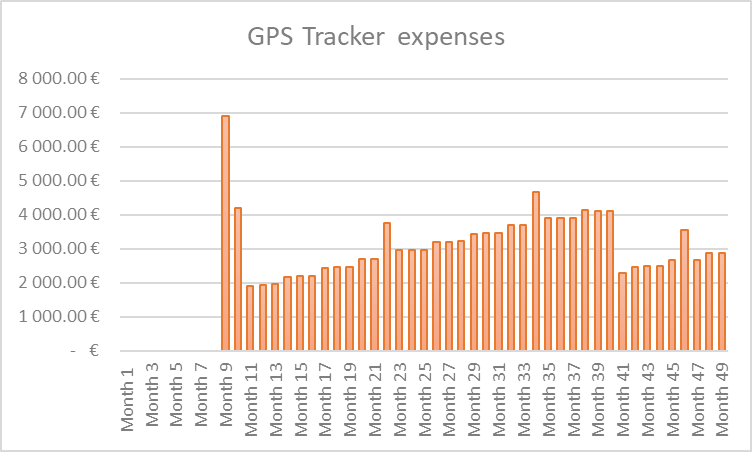 GPS Tracker expenses
8 000.00 €
7 000.00 €
6 000.00 €
5 000.00 €
4 000.00 €
3 000.00 €
2 000.00 €
1 000.00 €
- €
Month 1
Month 3
Month 5
Month 7
Month 9
Month 11
Month 13
Month 15
Month 17
Month 19
Month 21
Month 23
Month 25
Month 27
Month 29
Month 31
Month 33
Month 35
Month 37
Month 39
Month 41
Month 43
Month 45
Month 47
Month 49